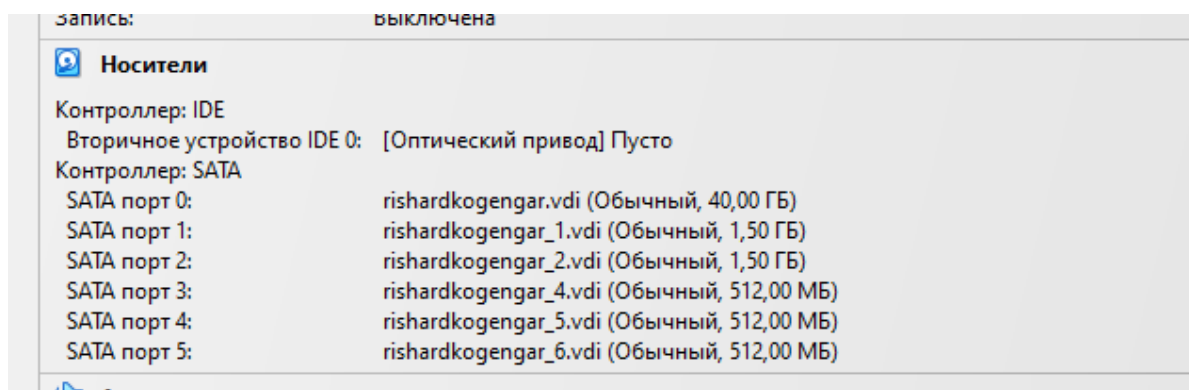 Запись: Выключена
Носители
Контроллер: IDE
Вторичное устройство IDE 0: [Оптический привод] Пусто
Контроллер: SATA
SATA порт 0: rishardkogengar.vdi (Обычный, 40,00 ГБ)
SATA порт 1: rishardkogengar_1.vdi (Обычный, 1,50 ГБ)
SATA порт 2: rishardkogengar_2.vdi (Обычный, 1,50 ГБ)
SATA порт 3: rishardkogengar_4.vdi (Обычный, 512,00 МБ)
SATA порт 4: rishardkogengar_5.vdi (Обычный, 512,00 МБ)
SATA порт 5: rishardkogengar_6.vdi (Обычный, 512,00 МБ)